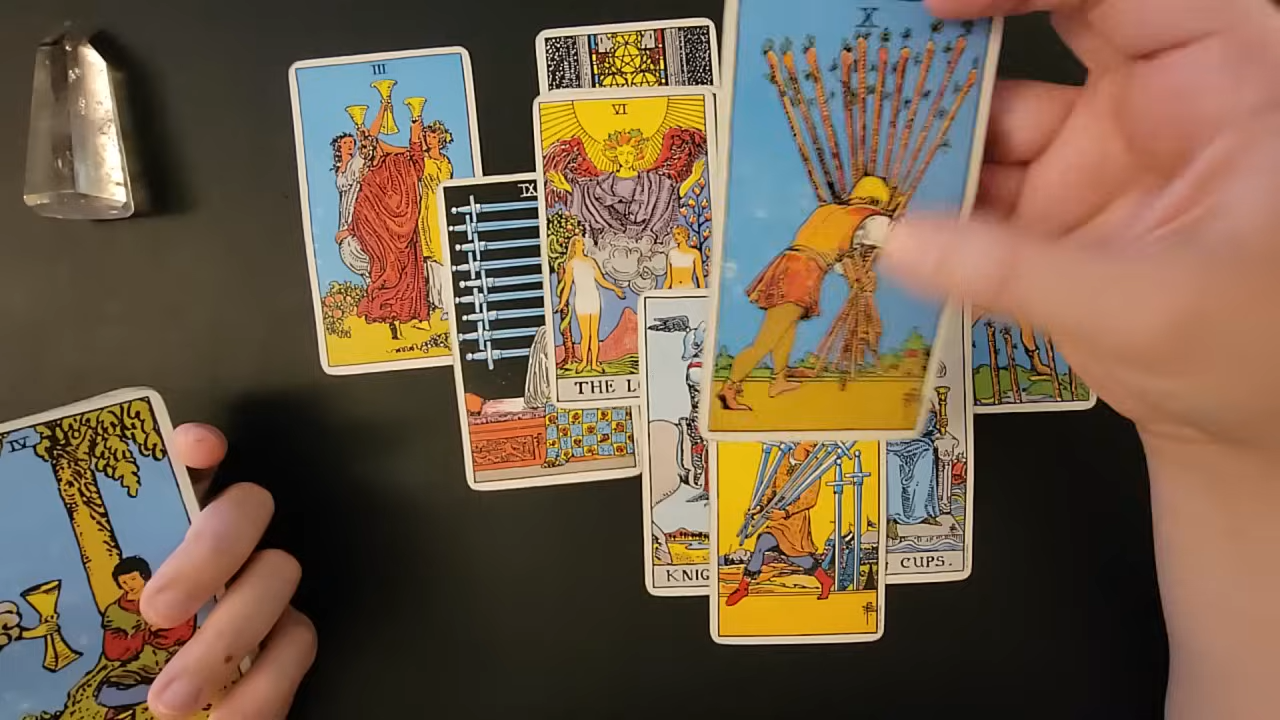 III
X
VI
IX
THE L
IV
KNIG
CUPS.